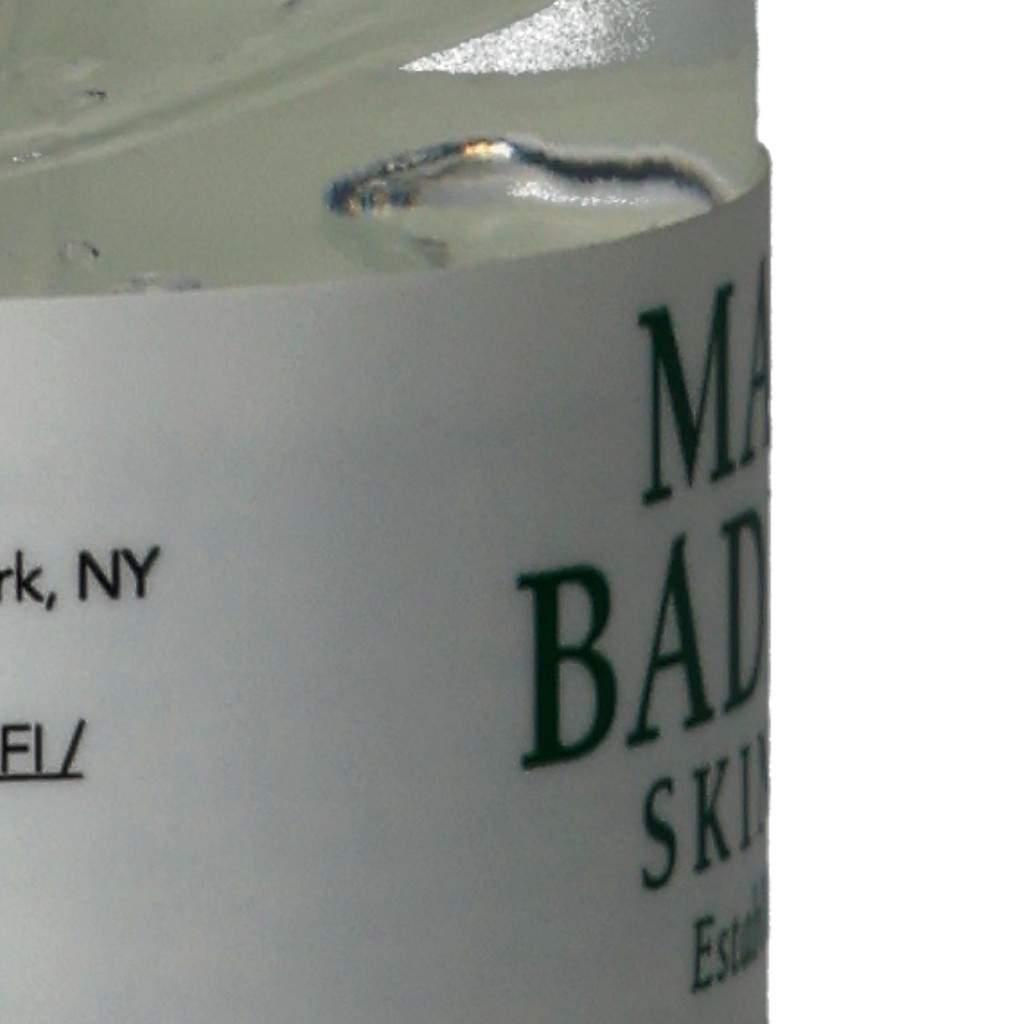 MA
BAD
rk, NY
SKI
FI /
Esta